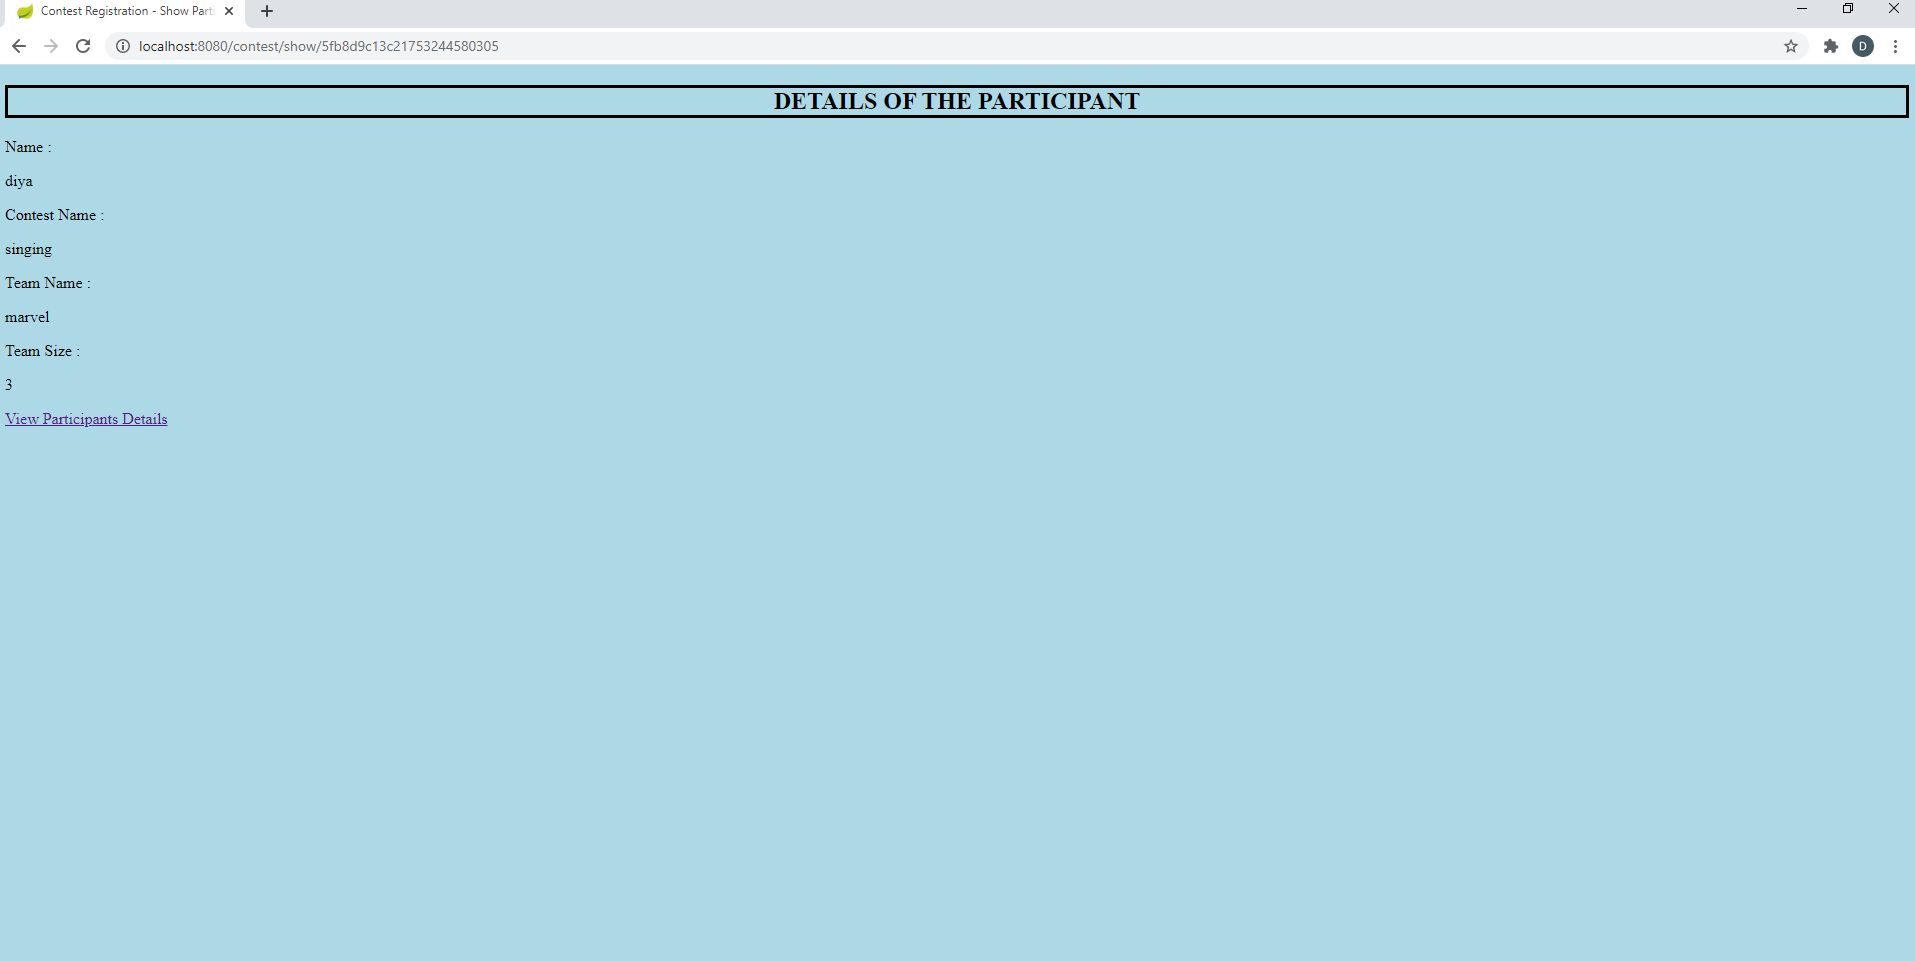 Contest Registration - Show Part
localhost:8080/contest/show/5fb8d9c13c21753244580305
D
DETAILS OF THE PARTICIPANT
Name :
diya
Contest Name :
singing
Team Name :
marvel
Team Size :
3
View Participants Details